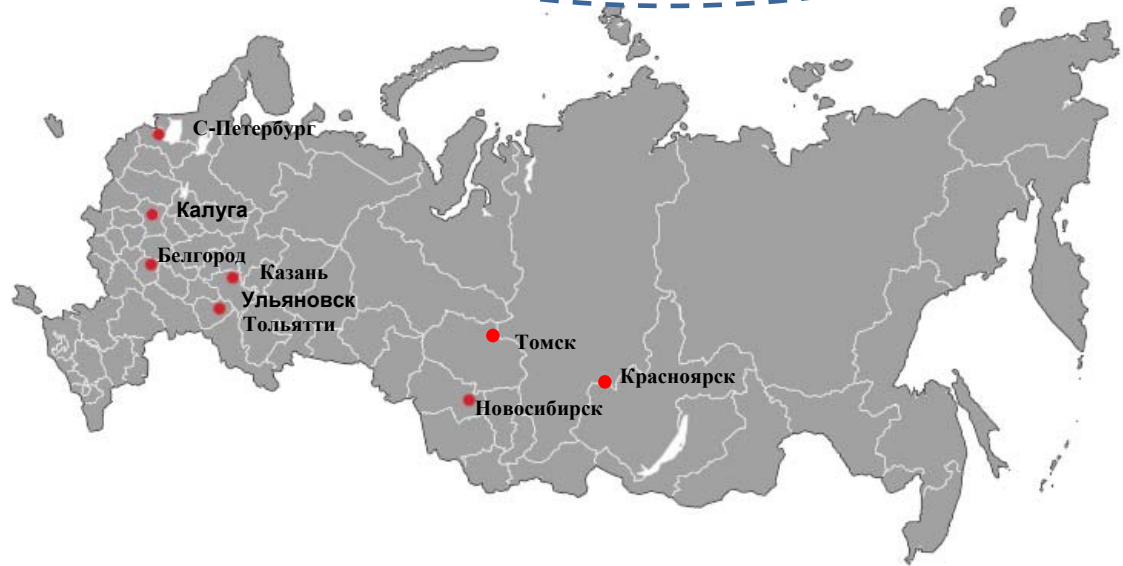 С-Петербург
Калуга
Белгород
Казань
Ульяновск
Тольятти
Томск
Красноярск
Новосибирск